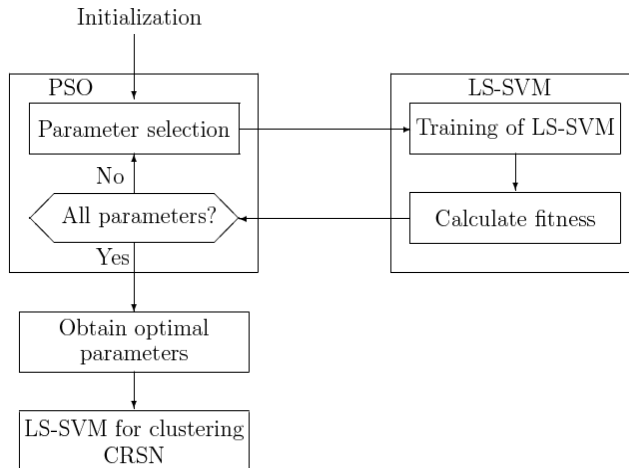 Initialization
PSO
LS-SVM
Parameter selection
Training of LS-SVM
No
All parameters?
Calculate fitness
Yes
Obtain optimal
parameters
LS-SVM for clustering
CRSN